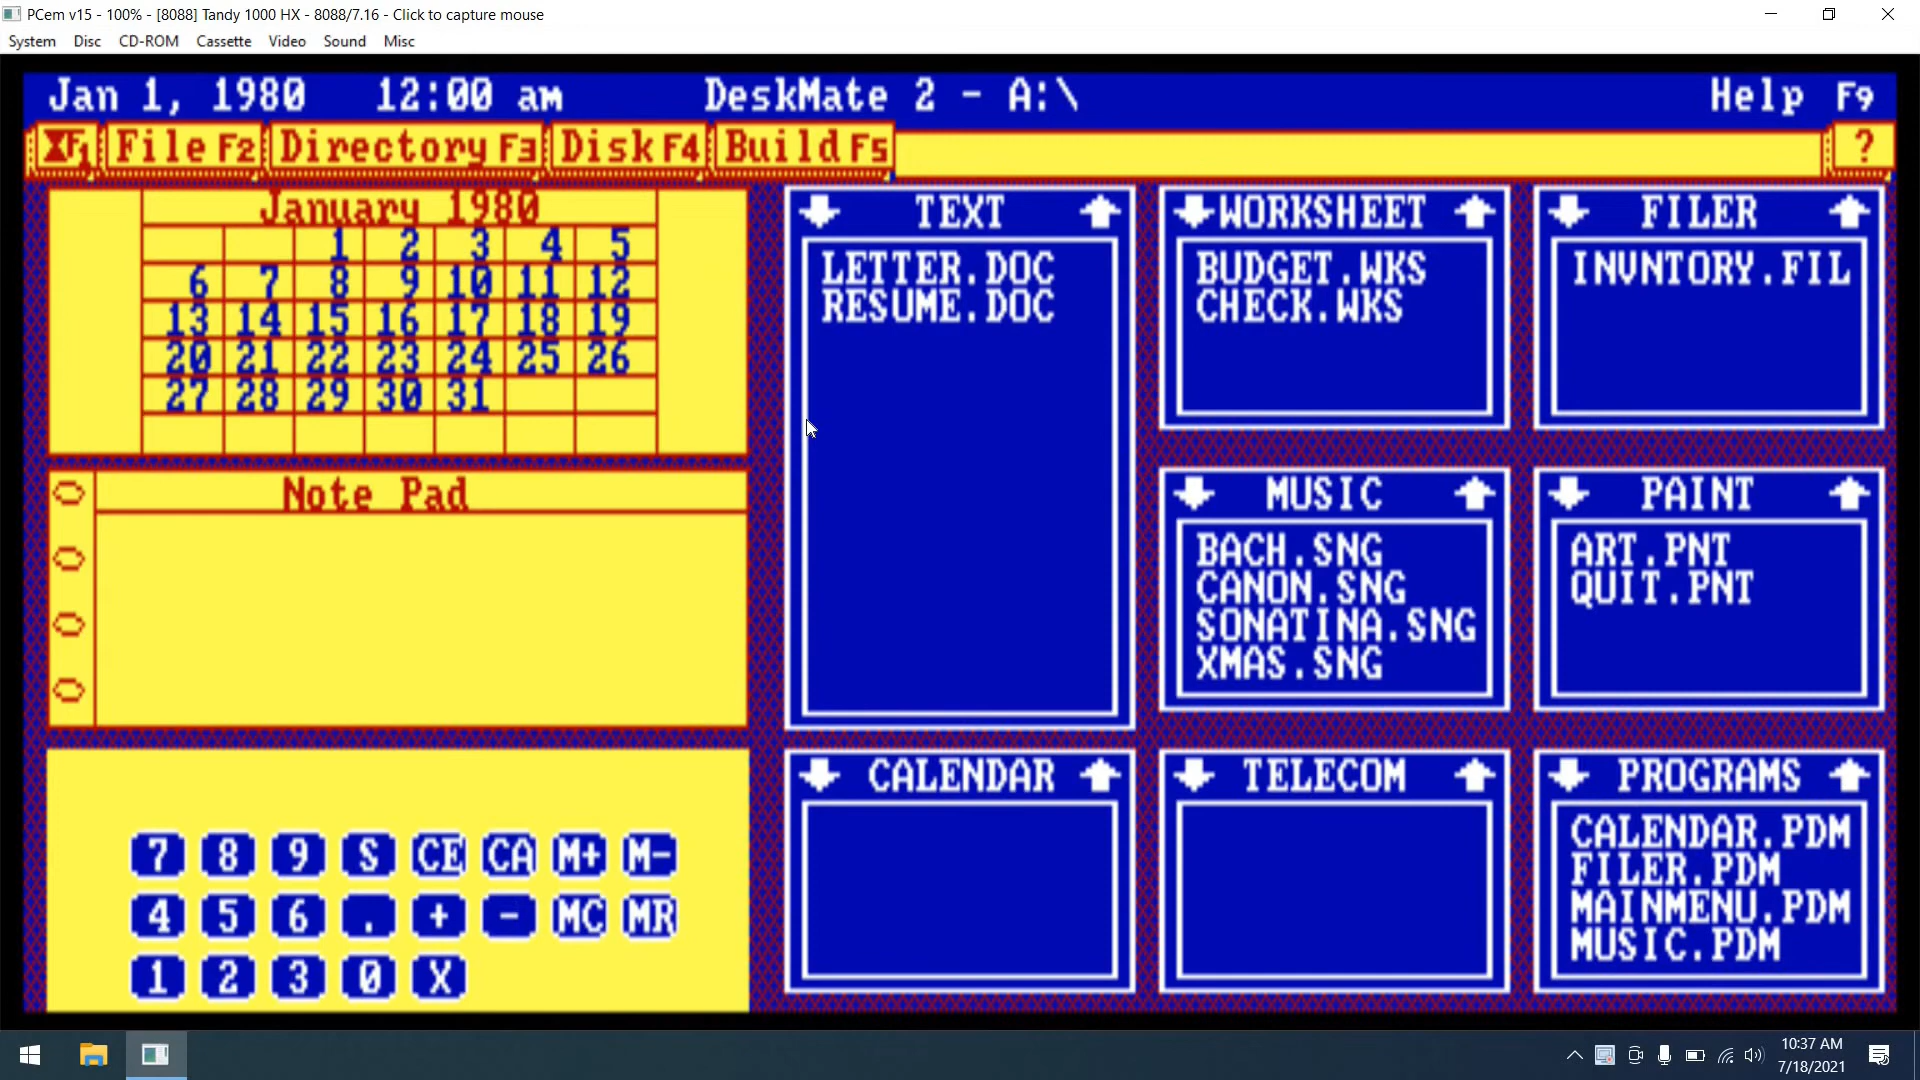 PCem v15 - 100% - [8088] Tandy 1000 HX - 8088/7.16 - Click to capture mouse
System Disc CD-ROM Cassette Video Sound Misc
Jan 1, 1980 12:00 am DeskMate 2 - A:\ Help F9
F1 File F2 Directory F3 Disk F4 Build F5 ?
January 1980
1 2 3 4 5
6 7 8 9 10 11 12
13 14 15 16 17 18 19
20 21 22 23 24 25 26
27 28 29 30 31
Note Pad
7 8 9 S CE CA M+ M-
4 5 6 . + - MC MR
1 2 3 0 X
TEXT
LETTER.DOC
RESUME.DOC
WORKSHEET
BUDGET.WKS
CHECK.WKS
FILER
INVNTORY.FIL
MUSIC
BACH.SNG
CANON.SNG
SONATINA.SNG
XMAS.SNG
PAINT
ART.PNT
QUIT.PNT
CALENDAR
TELECOM
PROGRAMS
CALENDAR.PDM
FILER.PDM
MAINMENU.PDM
MUSIC.PDM
10:37 AM
7/18/2021